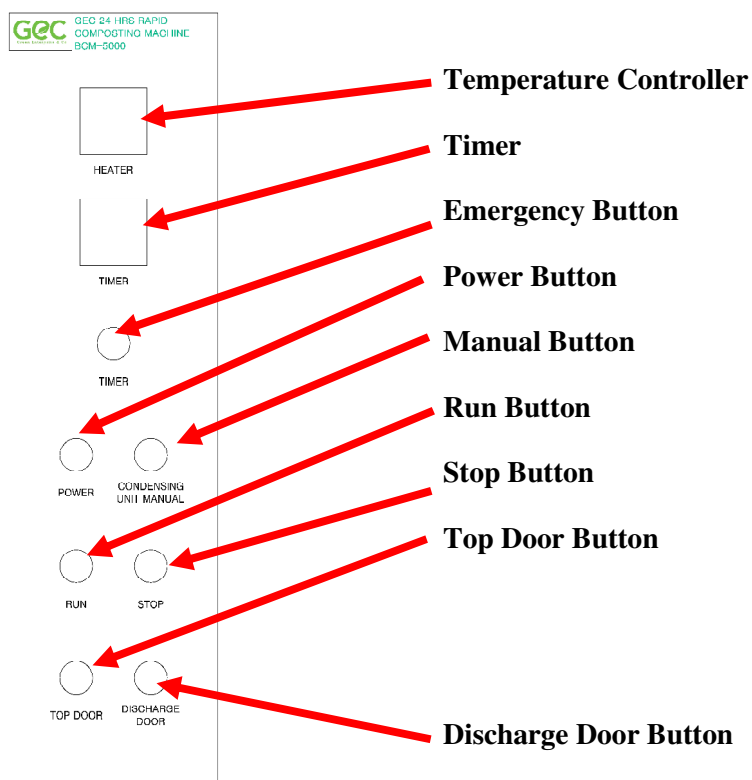 GEC
GEC 24 HRS RAPID
COMPOSTING MACHINE
BCM-5000
Temperature Controller
HEATER
Timer
TIMER
Emergency Button
TIMER
Power Button
Manual Button
POWER
CONDENSING
UNIT MANUAL
Run Button
Stop Button
RUN
STOP
Top Door Button
TOP DOOR
DISCHARGE
DOOR
Discharge Door Button